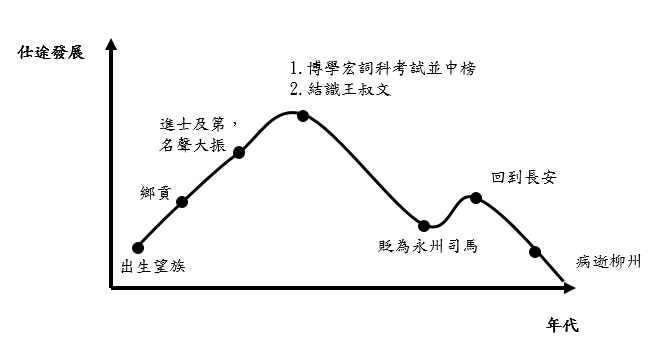 仕途發展
1.博學宏詞科考試並中榜
2.結識王叔文
進士及第，
名聲大振
鄉貢
出生望族
貶為永州司馬
回到長安
病逝柳州
年代